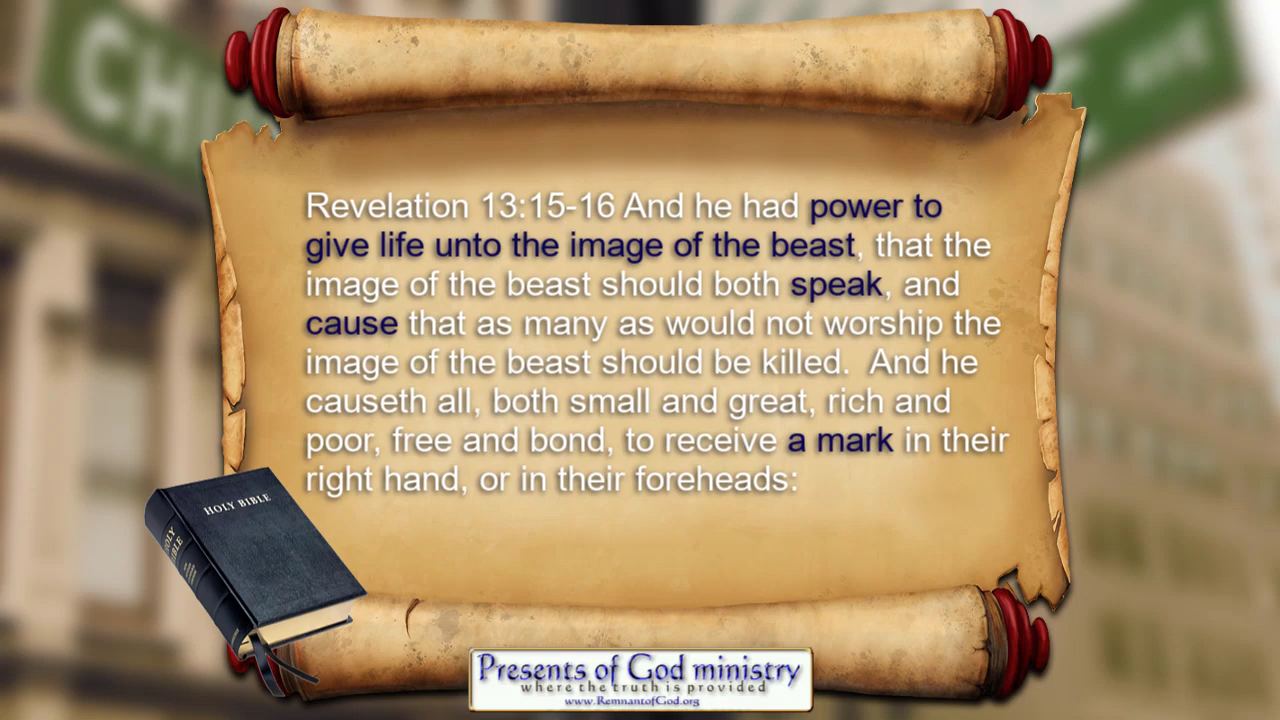 CHU
AVE
Revelation 13:15-16 And he had power to
give life unto the image of the beast, that the
image of the beast should both speak, and
cause that as many as would not worship the
image of the beast should be killed.  And he
causeth all, both small and great, rich and
poor, free and bond, to receive a mark in their
right hand, or in their foreheads:
HOLY BIBLE
HOLY
BIBLE
Presents of God ministry
where the truth is provided
www.RemnantofGod.org